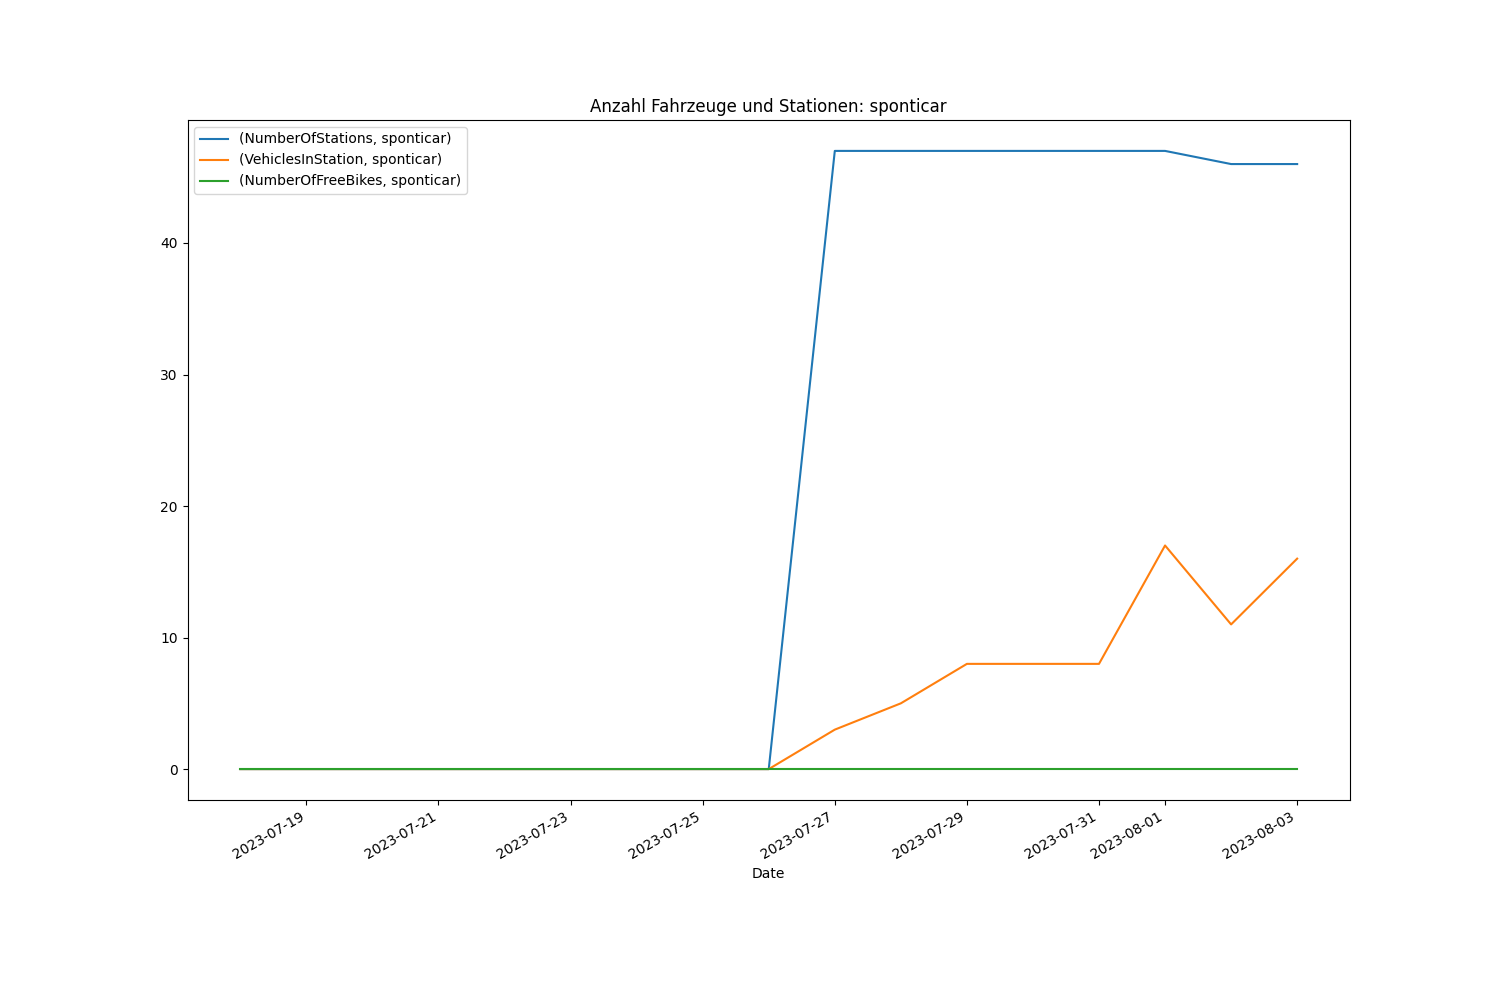 Anzahl Fahrzeuge und Stationen: sponticar
(NumberOfStations, sponticar)
(VehiclesInStation, sponticar)
(NumberOfFreeBikes, sponticar)
40
30
20
10
0
2023-07-19
2023-07-21
2023-07-23
2023-07-25
2023-07-27
2023-07-29
2023-07-31
2023-08-01
2023-08-03
Date